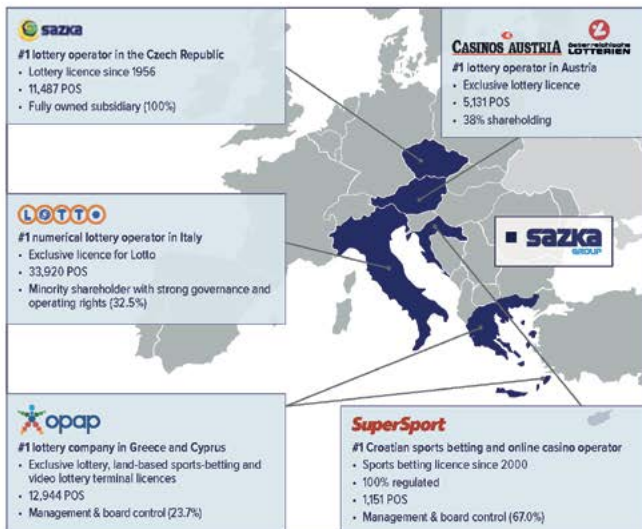 sazka
#1 lottery operator in the Czech Republic
• Lottery licence since 1956
• 11,487 POS
• Fully owned subsidiary (100%)
CASINOS AUSTRIA
österreichische
LOTTERIEN
#1 lottery operator in Austria
• Exclusive lottery licence
• 5,131 POS
• 38% shareholding
LOTTO
#1 numerical lottery operator in Italy
• Exclusive licence for Lotto
• 33,920 POS
• Minority shareholder with strong governance and
operating rights (32.5%)
sazka
GROUP
opap
#1 lottery company in Greece and Cyprus
• Exclusive lottery, land-based sports-betting and
video lottery terminal licences
• 12,944 POS
• Management & board control (23.7%)
SuperSport
#1 Croatian sports betting and online casino operator
• Sports betting licence since 2000
• 100% regulated
• 1,151 POS
• Management & board control (67.0%)